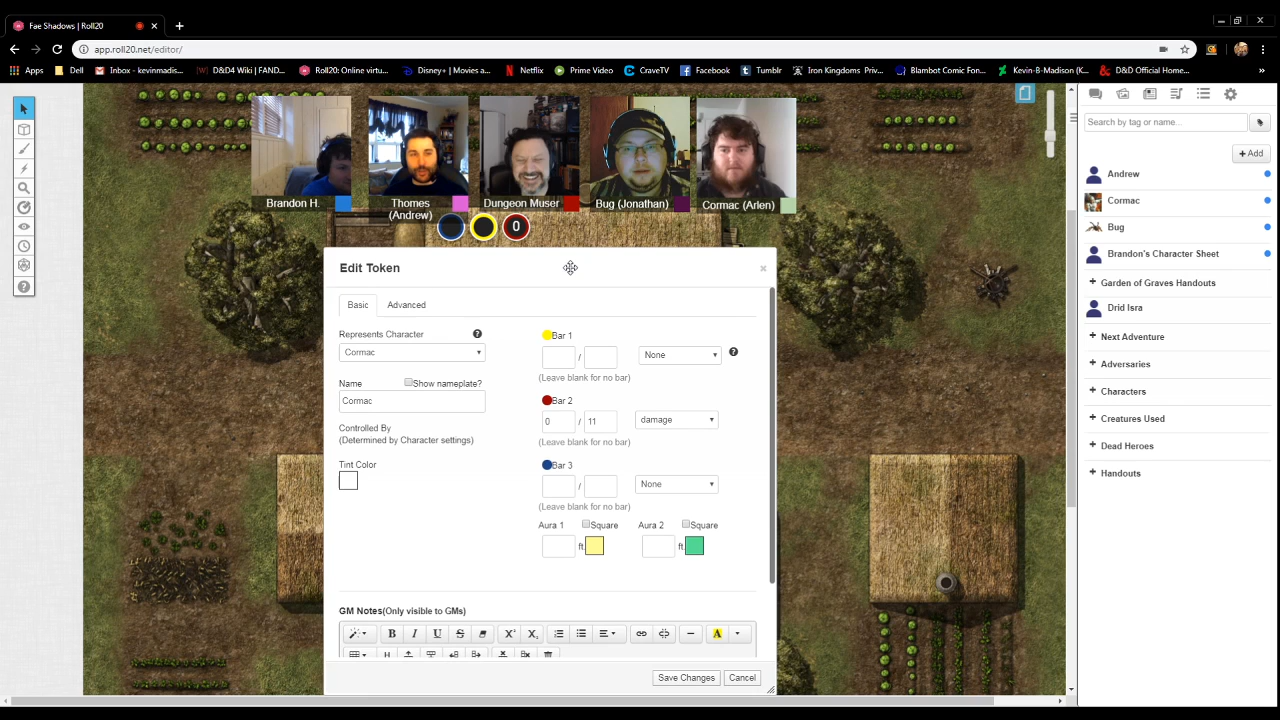 Fae Shadows | Roll20
app.roll20.net/editor/
Apps Dell Inbox - kevinmadis... D&D4 Wiki | FAND... Roll20: Online virtu... Disney+ | Movies a... Netflix Prime Video CraveTV Facebook Tumblr Iron Kingdoms Priv... Blambot Comic Fon... Kevin-B-Madison (K... D&D Official Home... »
Search by tag or name...
+ Add
Andrew
Cormac
Bug
Brandon's Character Sheet
+ Garden of Graves Handouts
Drid Isra
+ Next Adventure
+ Adversaries
+ Characters
+ Creatures Used
+ Dead Heroes
+ Handouts
Brandon H.
Thomes
(Andrew)
Dungeon Muser
Bug (Jonathan)
Cormac (Arlen)
0
Edit Token
Basic Advanced
Represents Character
Cormac
Name Show nameplate?
Cormac
Controlled By
(Determined by Character settings)
Tint Color
Bar 1
/ None
(Leave blank for no bar)
Bar 2
0 / 11 damage
(Leave blank for no bar)
Bar 3
/ None
(Leave blank for no bar)
Aura 1 Square Aura 2 Square
ft. ft.
GM Notes(Only visible to GMs)
B I U S X² X₂ A
H
Save Changes Cancel